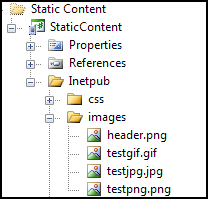 Static Content
StaticContent
Properties
References
Inetpub
css
images
header.png
testgif.gif
testjpg.jpg
testpng.png